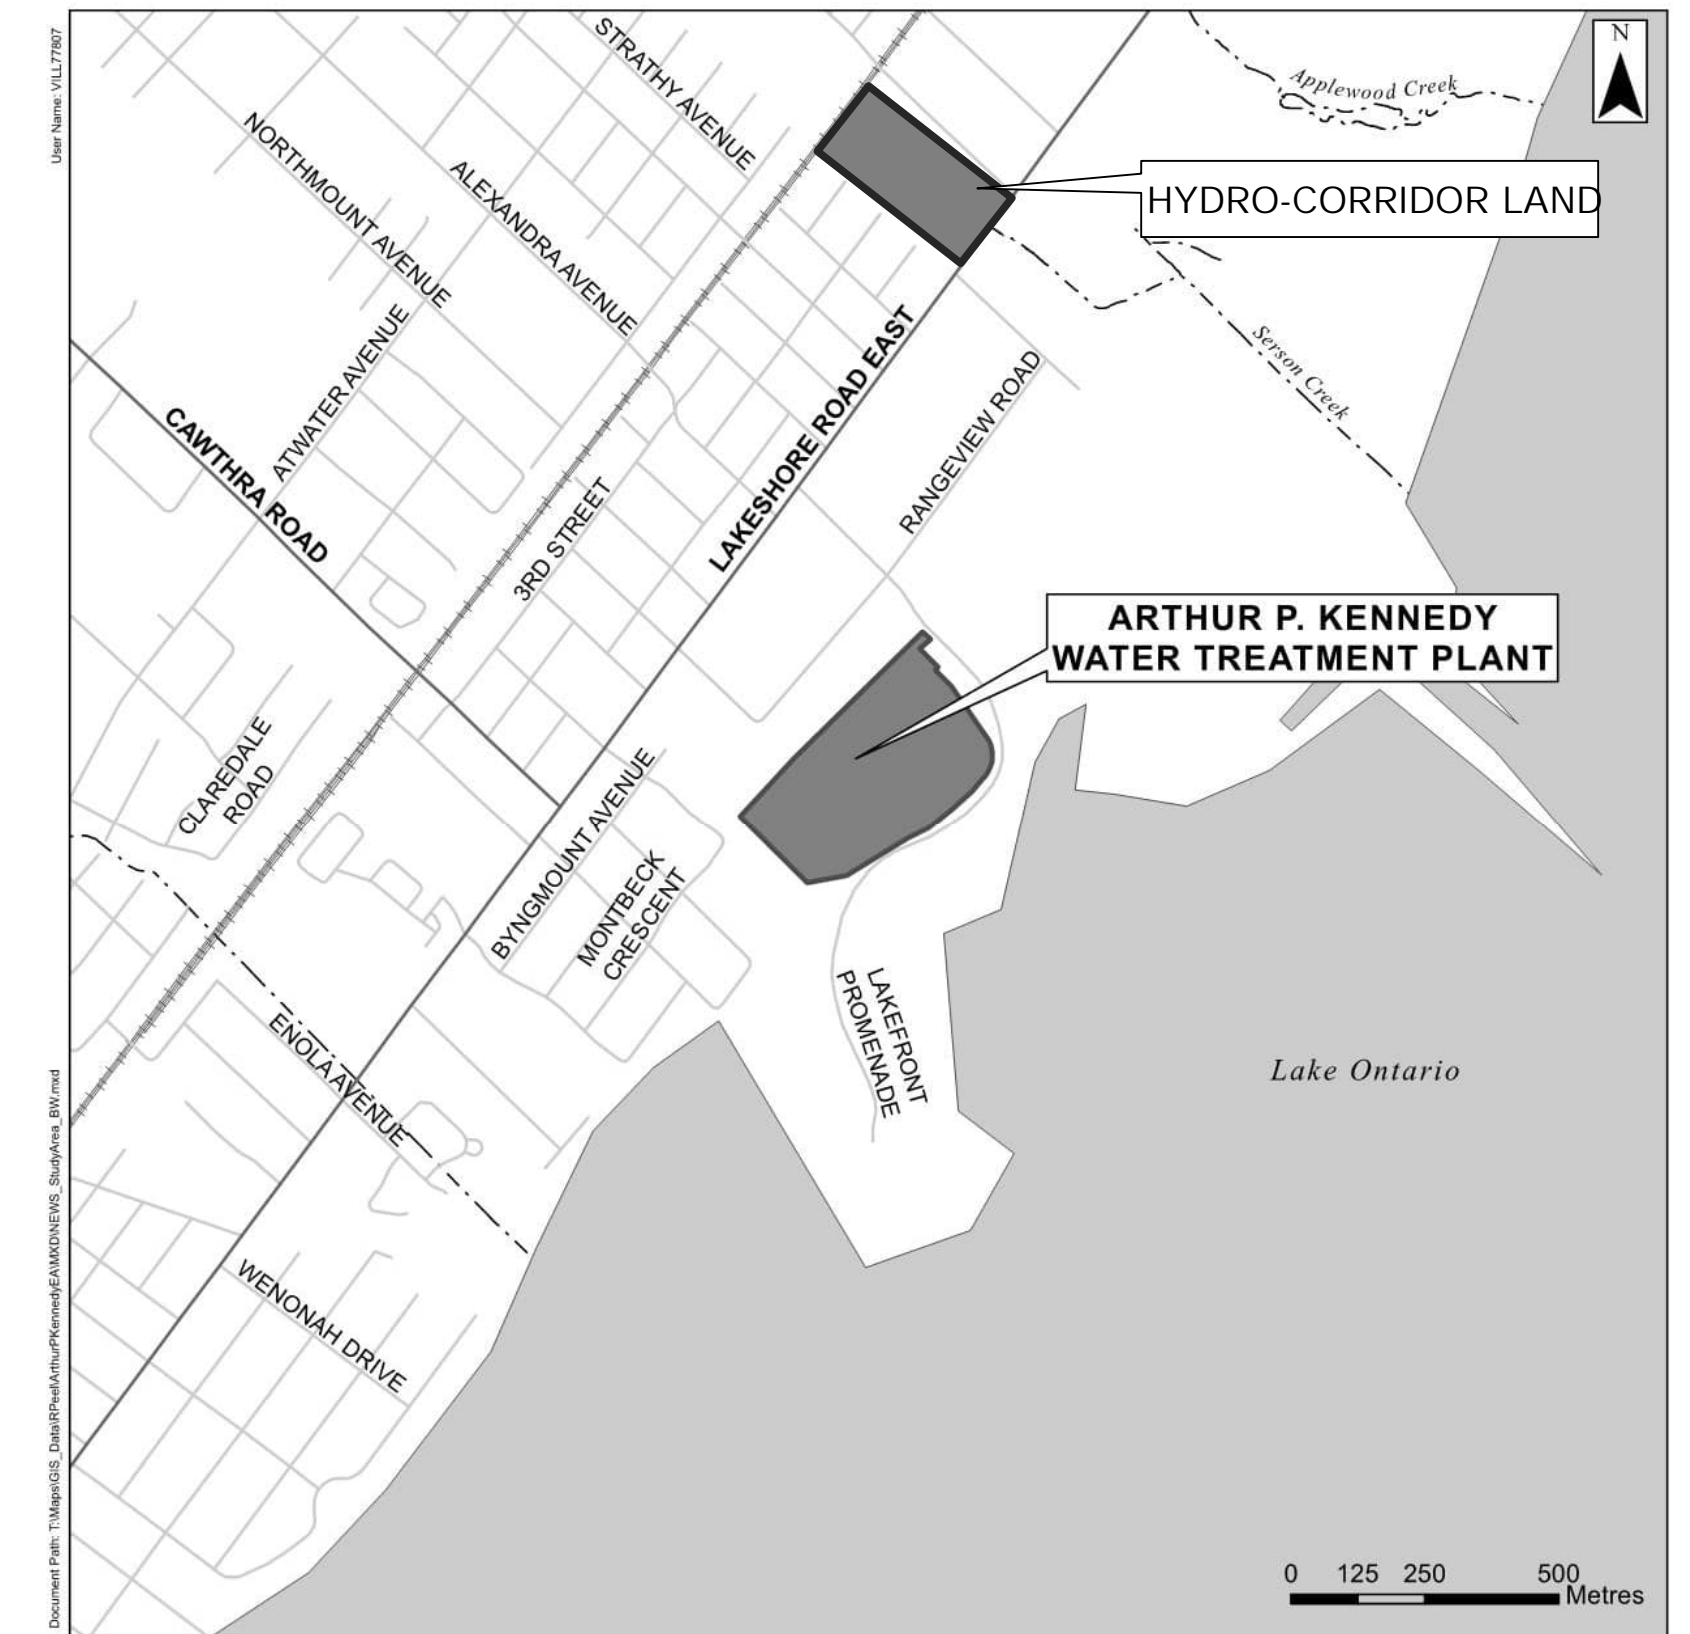 User Name: VILL77807
N
STRATHY AVENUE
Applewood Creek
NORTHMOUNT AVENUE
ALEXANDRA AVENUE
HYDRO-CORRIDOR LAND
ATWATER AVENUE
LAKESHORE ROAD EAST
Serson Creek
RANGEVIEW ROAD
CAWTHRA ROAD
3RD STREET
ARTHUR P. KENNEDY
WATER TREATMENT PLANT
CLAREDALE
ROAD
BYNGMOUNT AVENUE
MONTBECK
CRESCENT
LAKEFRONT
PROMENADE
ENOLA AVENUE
Lake Ontario
WENONAH DRIVE
0 125 250 500
Metres
Document Path: T:\Maps\GIS_Data\RPeel\ArthurPKennedyEA\MXD\NEWS_StudyArea_BW.mxd